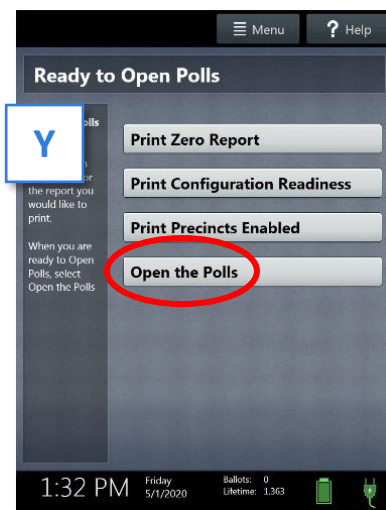 Menu
? Help
Ready to Open Polls
Y
olls
or
the report you
would like to
print.
When you are
ready to Open
Polls, select
Open the Polls
Print Zero Report
Print Configuration Readiness
Print Precincts Enabled
Open the Polls
1:32 PM
Friday
5/1/2020
Ballots: 0
Lifetime: 1,363